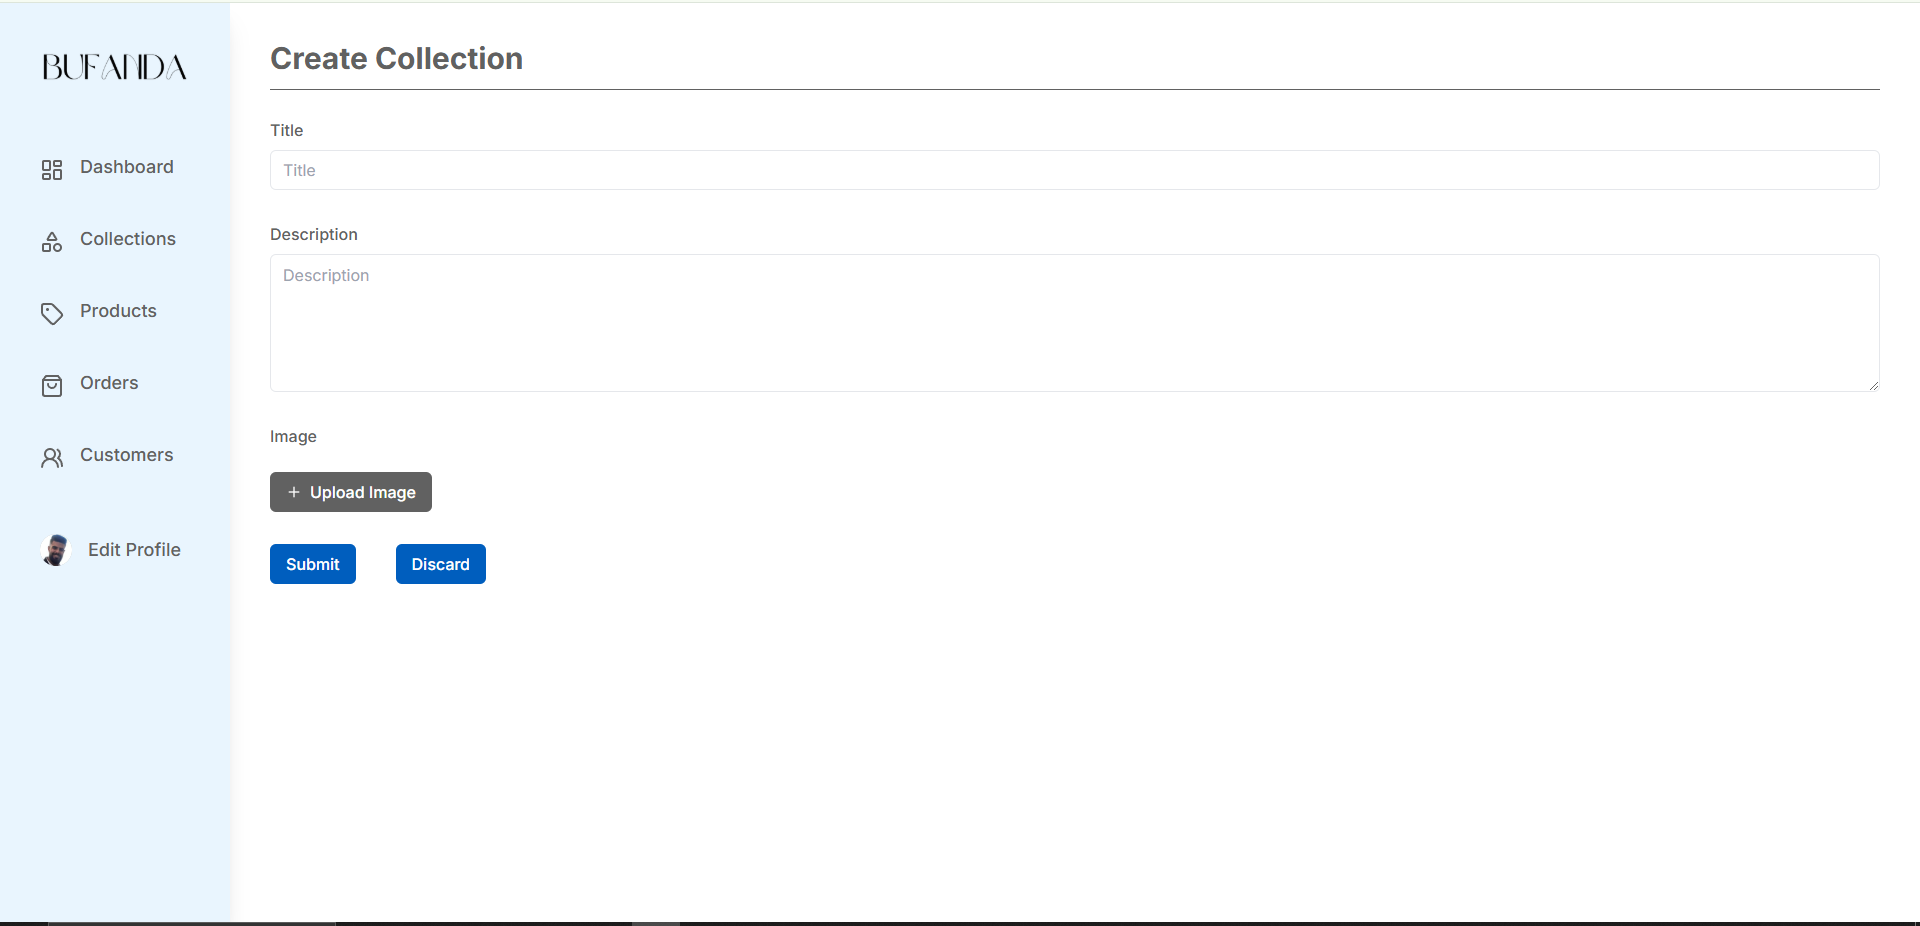 BUFANDA
Dashboard
Collections
Products
Orders
Customers
Edit Profile
Create Collection
Title
Title
Description
Description
Image
+ Upload Image
Submit
Discard